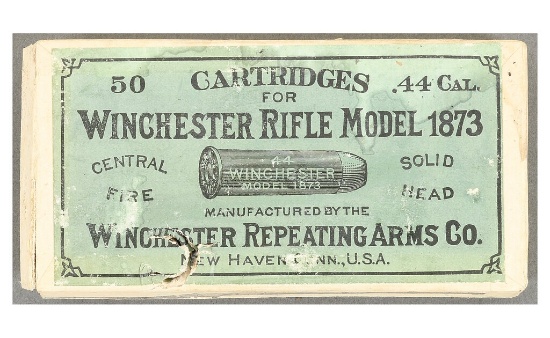 50 CARTRIDGES .44 CAL.
FOR
WINCHESTER RIFLE MODEL 1873
CENTRAL FIRE
44
WINCHESTER
MODEL 1873
SOLID HEAD
MANUFACTURED BY THE
WINCHESTER REPEATING ARMS CO.
NEW HAVEN CONN., U.S.A.